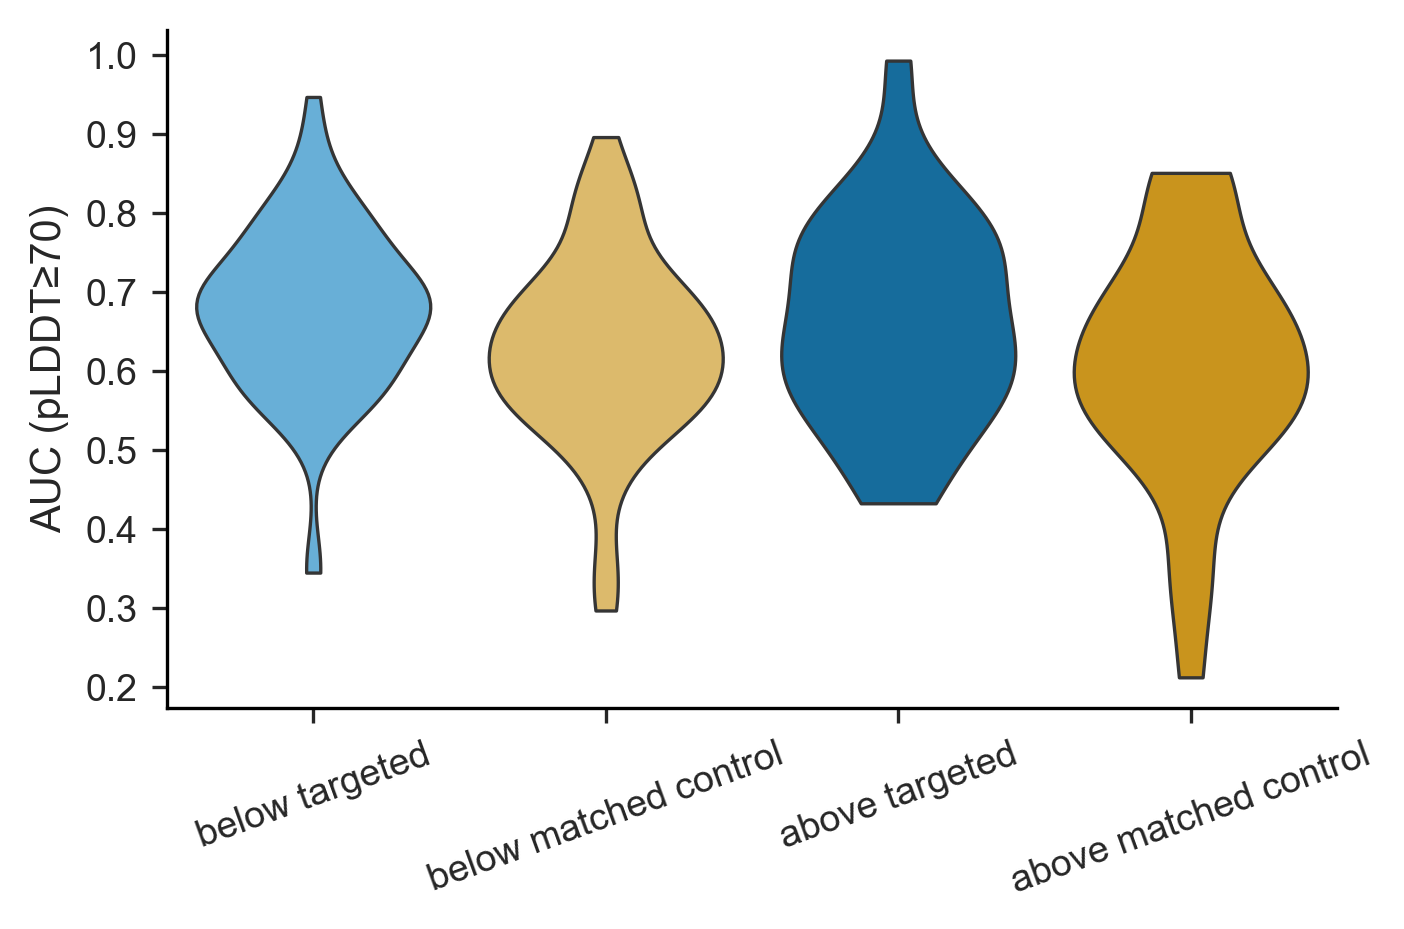 AUC (pLDDT≥70)
1.0
0.9
0.8
0.7
0.6
0.5
0.4
0.3
0.2
below targeted
below matched control
above targeted
above matched control